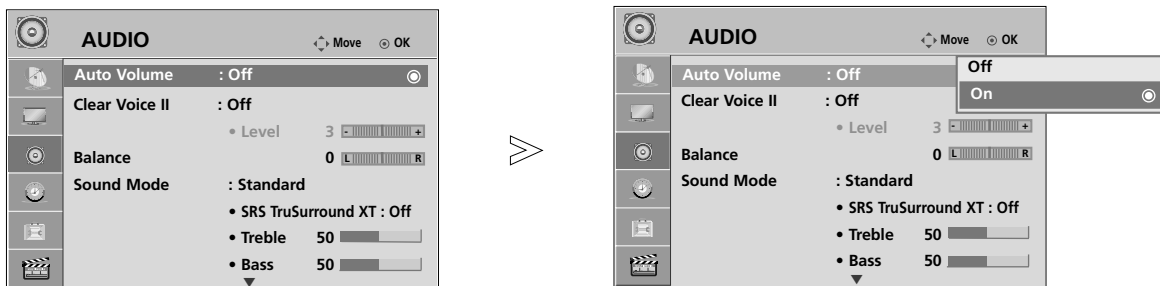 AUDIO Move OK
Auto Volume : Off
Clear Voice II : Off
• Level 3 - +
Balance 0 L R
Sound Mode : Standard
• SRS TruSurround XT : Off
• Treble 50
• Bass 50
AUDIO Move OK
Auto Volume : Off
Off
On
Clear Voice II : Off
• Level 3 - +
Balance 0 L R
Sound Mode : Standard
• SRS TruSurround XT : Off
• Treble 50
• Bass 50